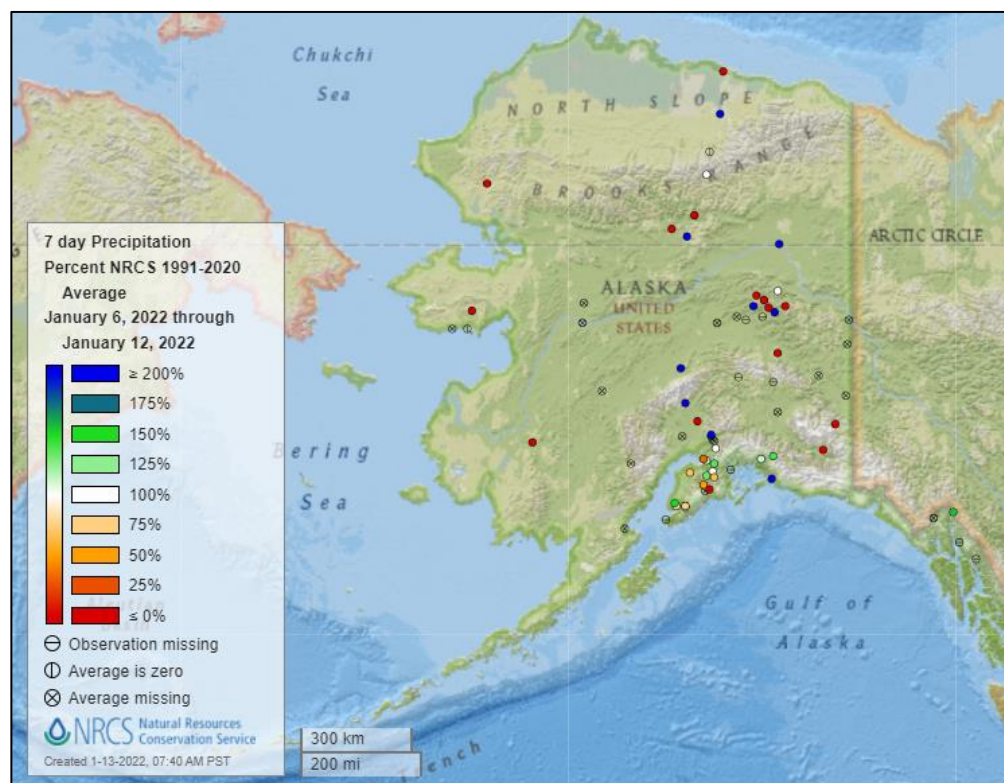 Chukchi
Sea
NORTH SLOPE
BROOKS RANGE
ARCTIC CIRCLE
ALASKA
UNITED
STATES
Bering
Sea
Gulf of
Alaska
Trench
7 day Precipitation
Percent NRCS 1991-2020
Average
January 6, 2022 through
January 12, 2022
≥ 200%
175%
150%
125%
100%
75%
50%
25%
≤ 0%
Observation missing
Average is zero
Average missing
NRCS Natural Resources
Conservation Service
Created 1-13-2022, 07:40 AM PST
300 km
200 mi